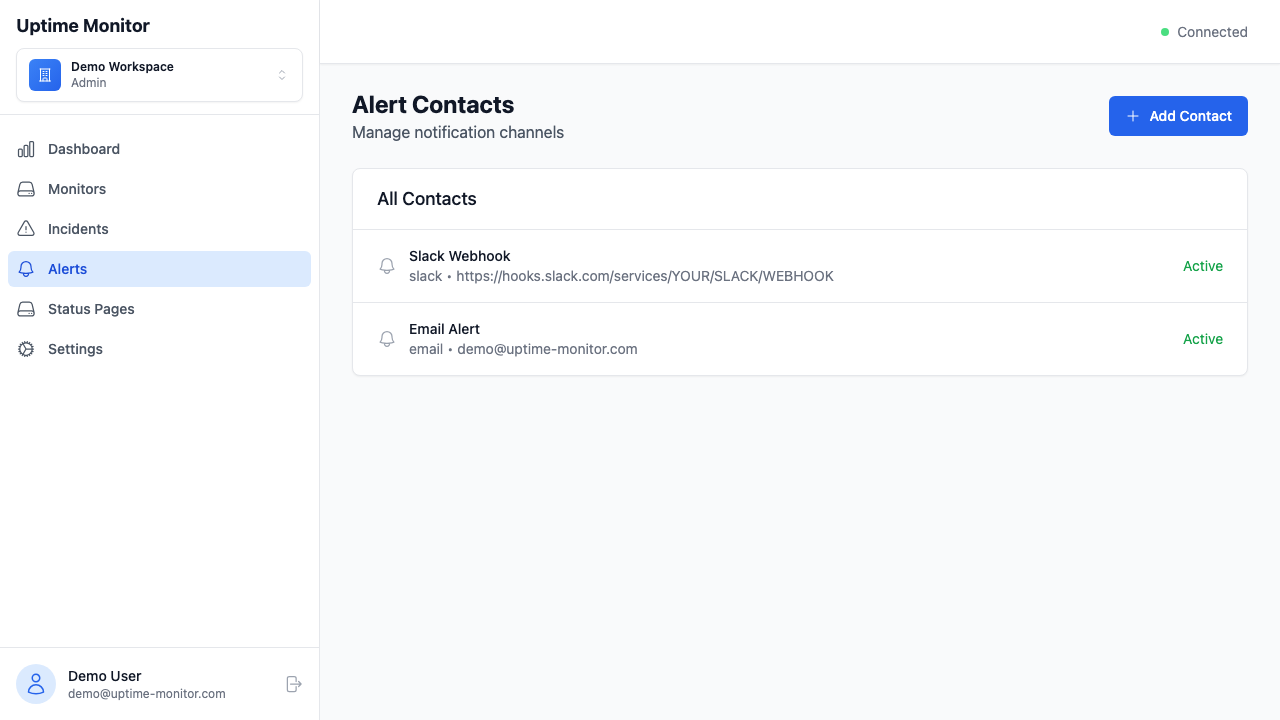 Uptime Monitor
Demo Workspace
Admin
Dashboard
Monitors
Incidents
Alerts
Status Pages
Settings
Demo User
demo@uptime-monitor.com
Connected
Alert Contacts
Manage notification channels
Add Contact
All Contacts
Slack Webhook
slack • https://hooks.slack.com/services/YOUR/SLACK/WEBHOOK
Active
Email Alert
email • demo@uptime-monitor.com
Active